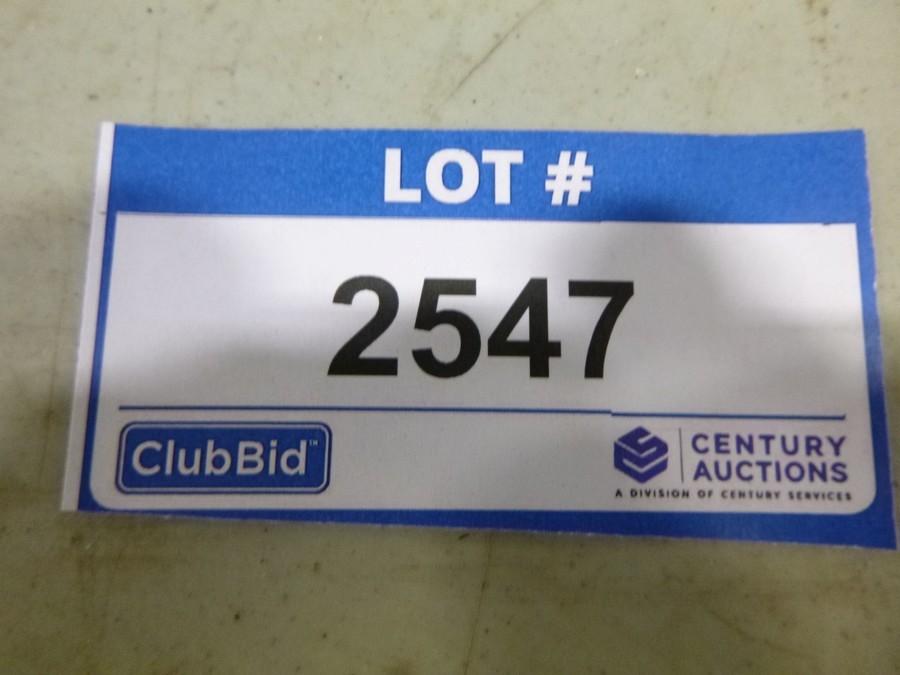 LOT #
2547
ClubBid™
CENTURY
AUCTIONS
A DIVISION OF CENTURY SERVICES